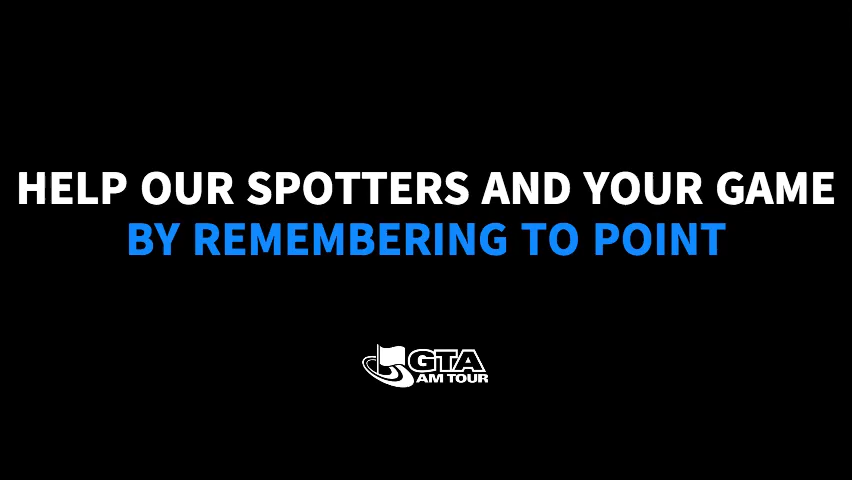 HELP OUR SPOTTERS AND YOUR GAME
BY REMEMBERING TO POINT
GTA
AM TOUR